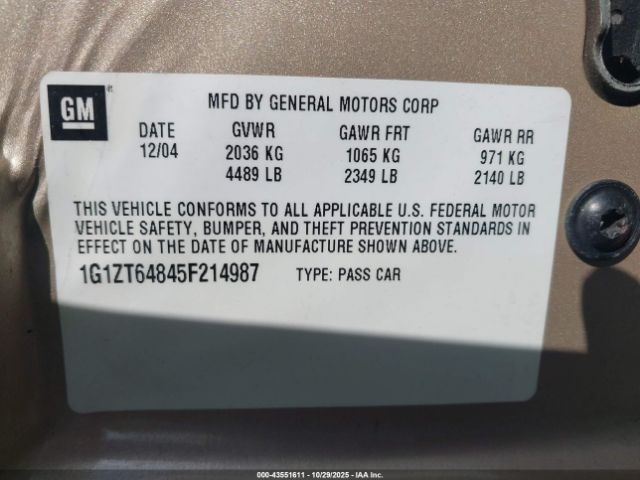 GM
MFD BY GENERAL MOTORS CORP
DATE GVWR GAWR FRT GAWR RR
12/04 2036 KG 1065 KG 971 KG
4489 LB 2349 LB 2140 LB
THIS VEHICLE CONFORMS TO ALL APPLICABLE U.S. FEDERAL MOTOR
VEHICLE SAFETY, BUMPER, AND THEFT PREVENTION STANDARDS IN
EFFECT ON THE DATE OF MANUFACTURE SHOWN ABOVE.
1G1ZT64845F214987 TYPE: PASS CAR
000-43551611 - 10/29/2025 - IAAI.com, Inc.